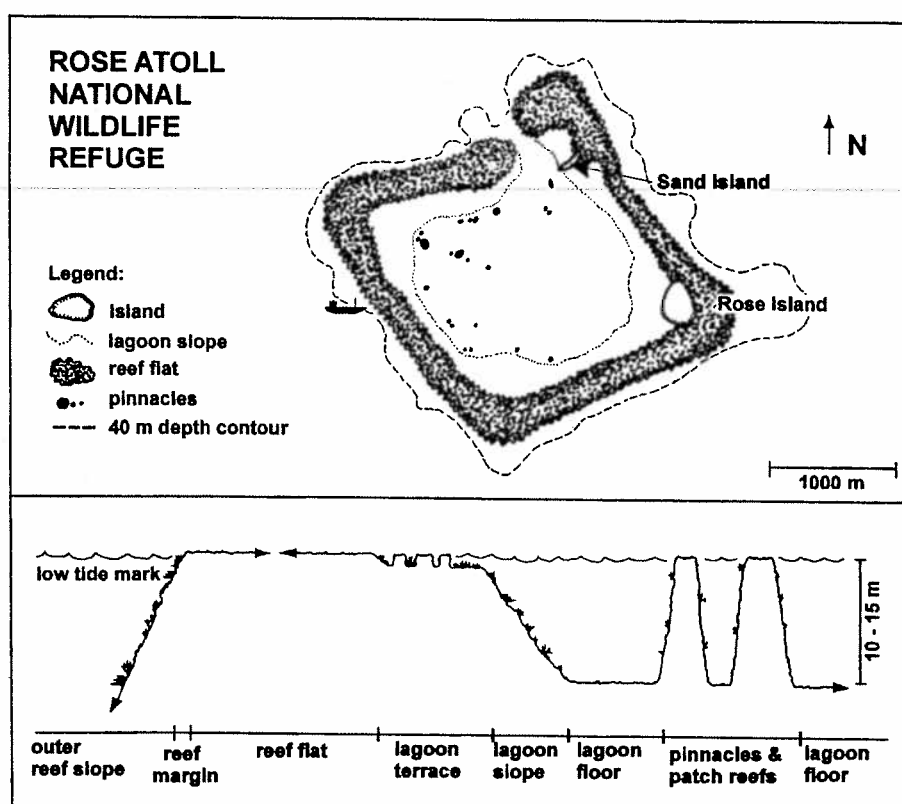 ROSE ATOLL
NATIONAL
WILDLIFE
REFUGE
N
Sand Island
Rose Island
Legend:
island
lagoon slope
reef flat
pinnacles
40 m depth contour
1000 m
low tide mark
10 - 15 m
outer
reef slope
reef
margin
reef flat
lagoon
terrace
lagoon
slope
lagoon
floor
pinnacles &
patch reefs
lagoon
floor